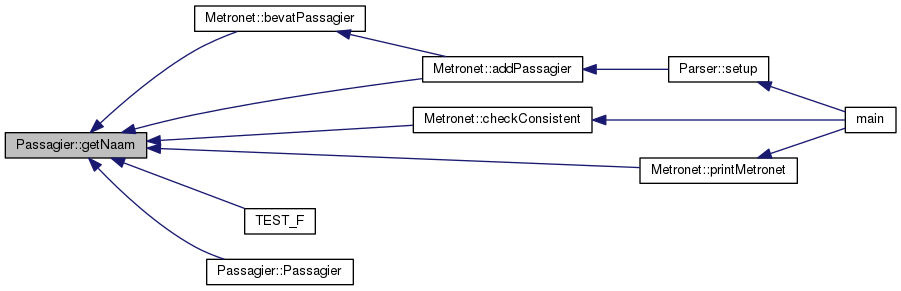 Metronet::bevatPassagier
Metronet::addPassagier
Parser::setup
Metronet::checkConsistent
main
Passagier::getNaam
Metronet::printMetronet
TEST_F
Passagier::Passagier